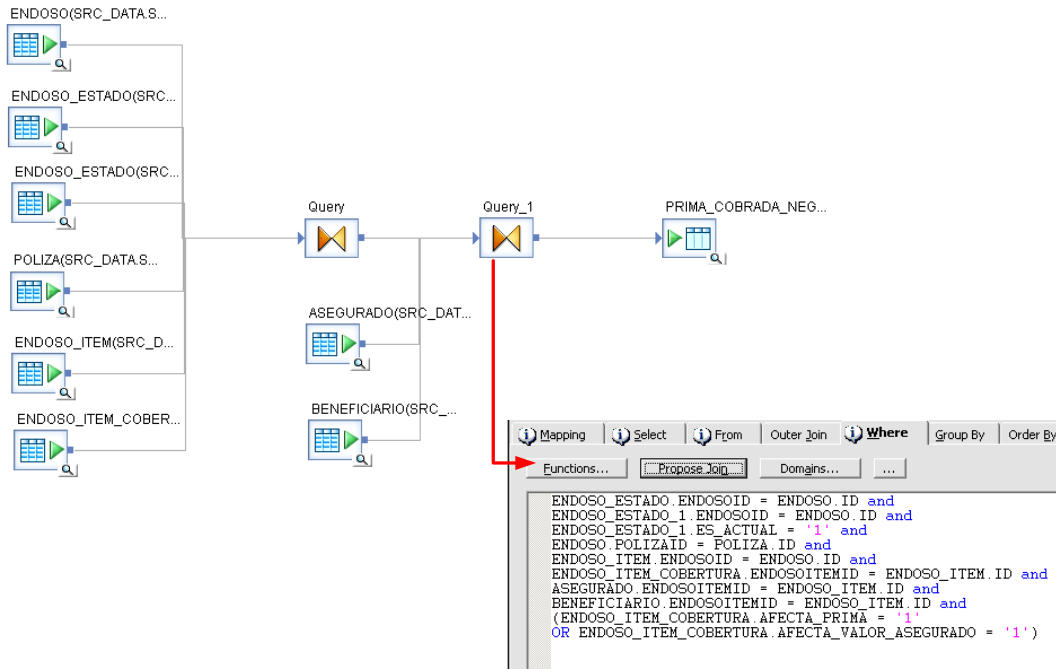 ENDOSO(SRC_DATA.S...
ENDOSO_ESTADO(SRC...
ENDOSO_ESTADO(SRC...
POLIZA(SRC_DATA.S...
ENDOSO_ITEM(SRC_D...
ENDOSO_ITEM_COBER...
Query
ASEGURADO(SRC_DAT...
BENEFICIARIO(SRC_...
Query_1
PRIMA_COBRADA_NEG...
Mapping
Select
From
Outer Join
Where
Group By
Order By
Functions...
Propose Join
Domains...
...
ENDOSO_ESTADO.ENDOSOID = ENDOSO.ID and
ENDOSO_ESTADO_1.ENDOSOID = ENDOSO.ID and
ENDOSO_ESTADO_1.ES_ACTUAL = '1' and
ENDOSO.POLIZAID = POLIZA.ID and
ENDOSO_ITEM.ENDOSOID = ENDOSO.ID and
ENDOSO_ITEM_COBERTURA.ENDOSOITEMID = ENDOSO_ITEM.ID and
ASEGURADO.ENDOSOITEMID = ENDOSO_ITEM.ID and
BENEFICIARIO.ENDOSOITEMID = ENDOSO_ITEM.ID and
(ENDOSO_ITEM_COBERTURA.AFECTA_PRIMA = '1'
OR ENDOSO_ITEM_COBERTURA.AFECTA_VALOR_ASEGURADO = '1')